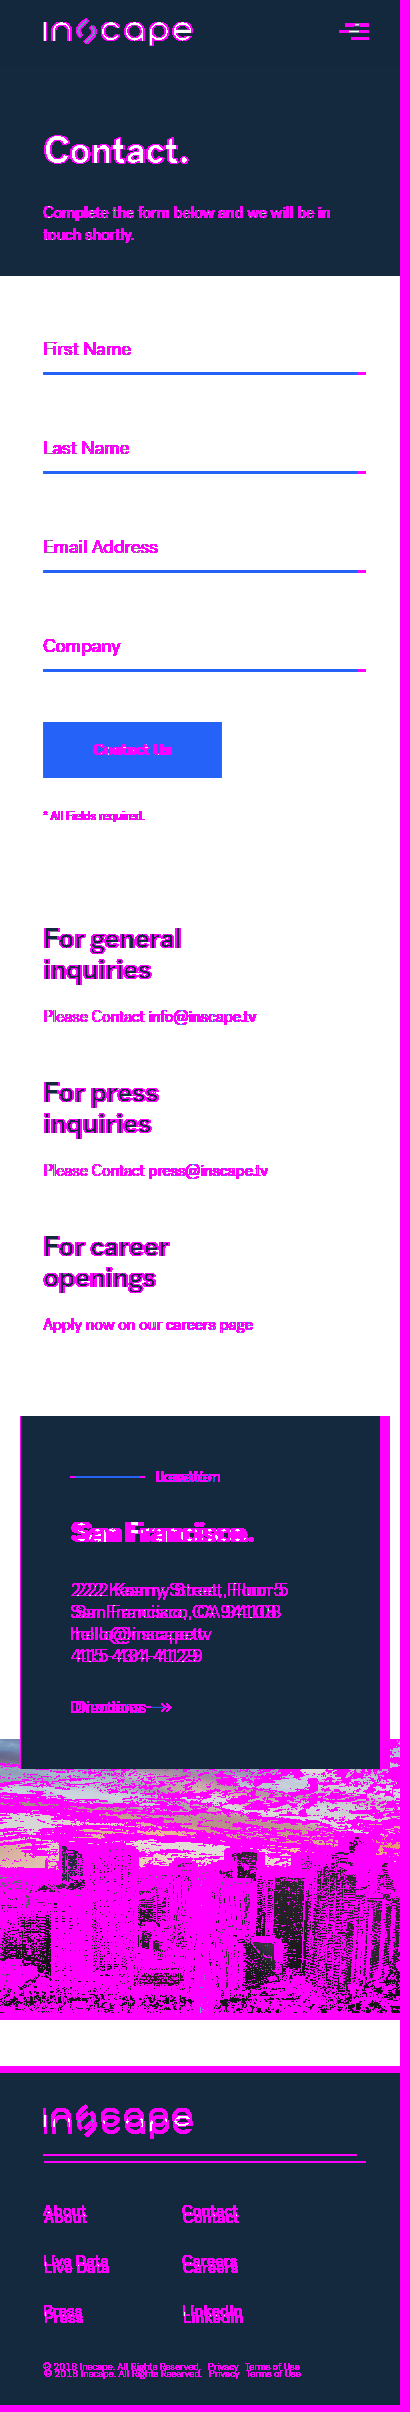 inscape
Contact.
Complete the form below and we will be in
touch shortly.
First Name
Last Name
Email Address
Company
Contact Us
* All Fields required.
For general
inquiries
Please Contact info@inscape.tv
For press
inquiries
Please Contact press@inscape.tv
For career
openings
Apply now on our careers page
San Francisco.
222 Kearny Street, Floor 5
San Francisco, CA 94108
hello@inscape.tv
Directions
inscape
About
Contact
Live Data
Careers
Press
LinkedIn
© 2018 Inscape. All Rights Reserved. Privacy Terms of Use